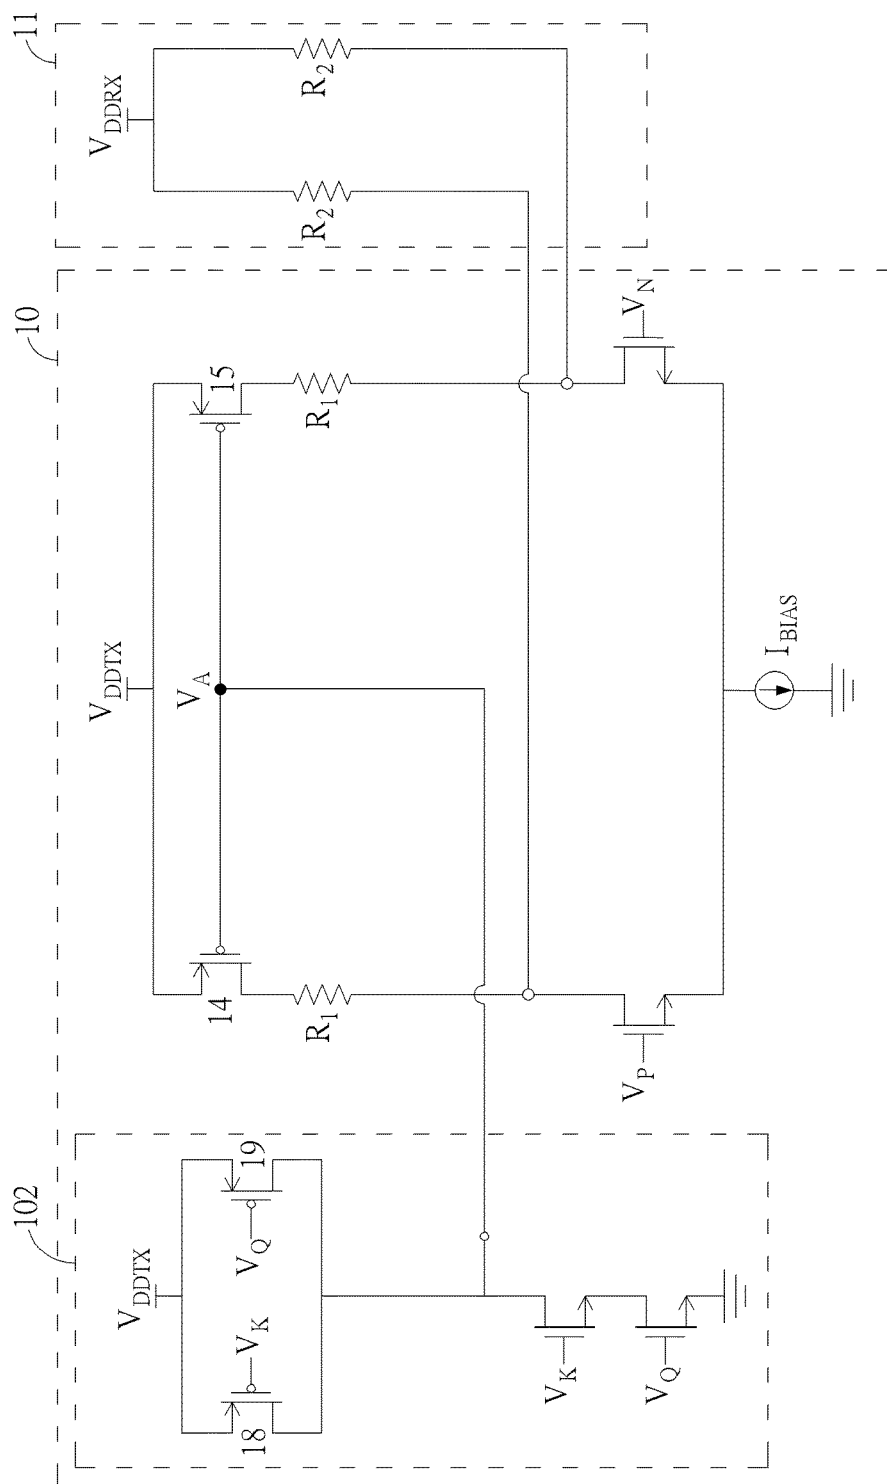 11
V_DDRX
R_2
R_2
10
V_DDTX
V_A
14
15
R_1
R_1
V_P
V_N
I_BIAS
102
V_DDTX
V_K
V_Q
18
19
V_K
V_Q